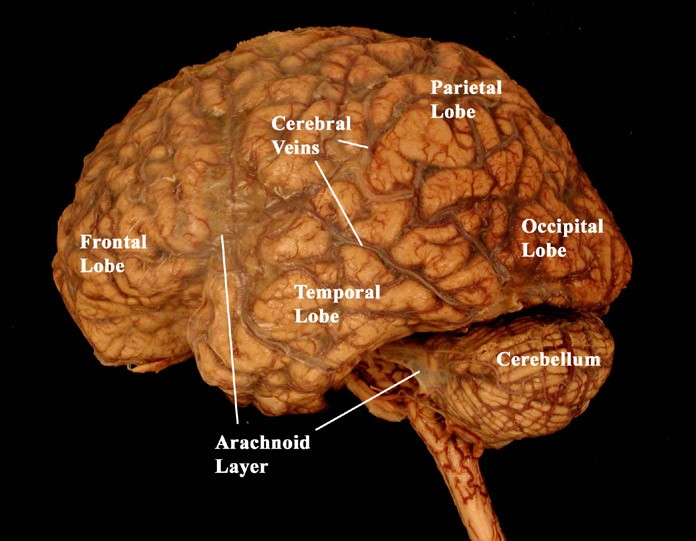 Parietal
Lobe
Cerebral
Veins
Occipital
Lobe
Frontal
Lobe
Temporal
Lobe
Cerebellum
Arachnoid
Layer